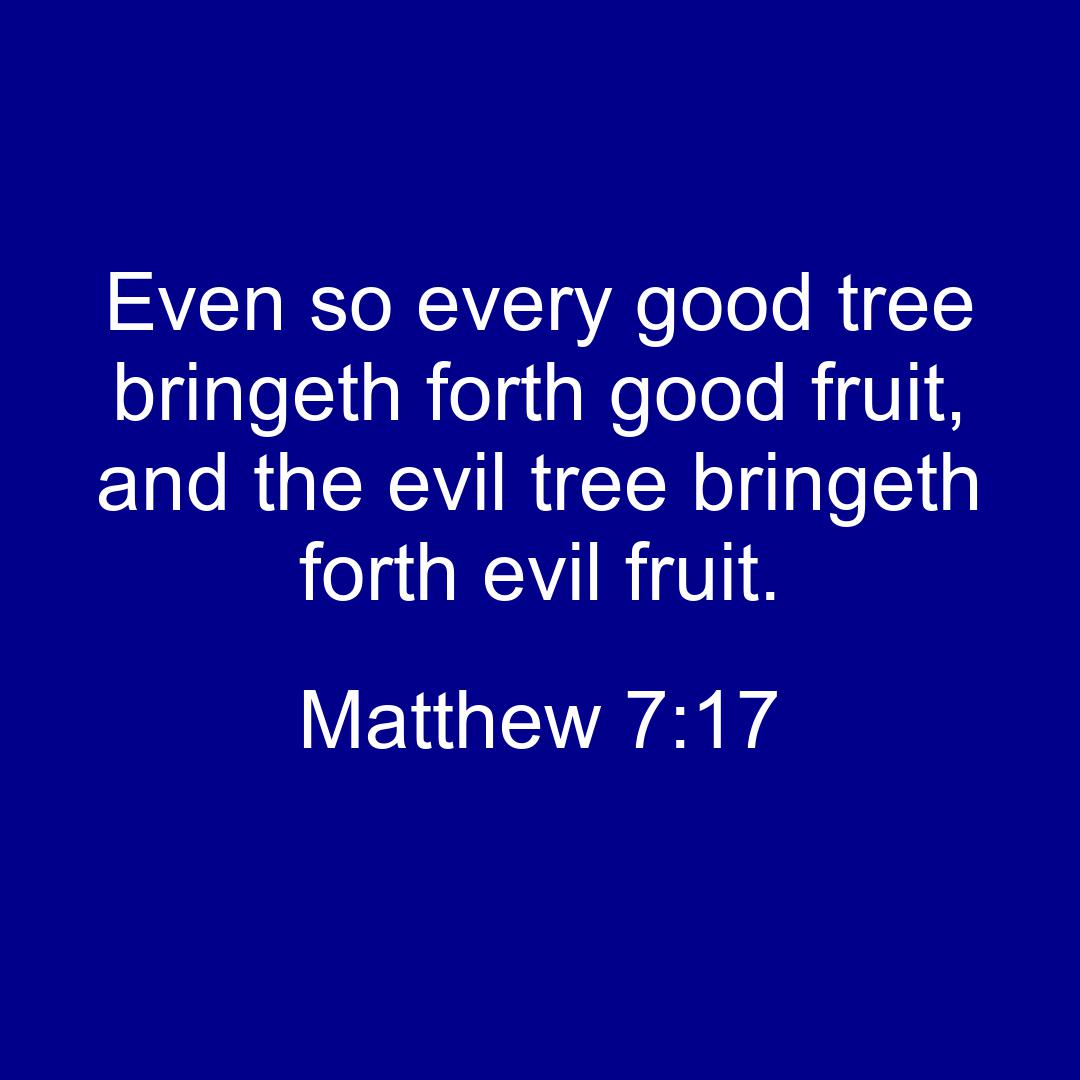 Even so every good tree
bringeth forth good fruit,
and the evil tree bringeth
forth evil fruit.
Matthew 7:17